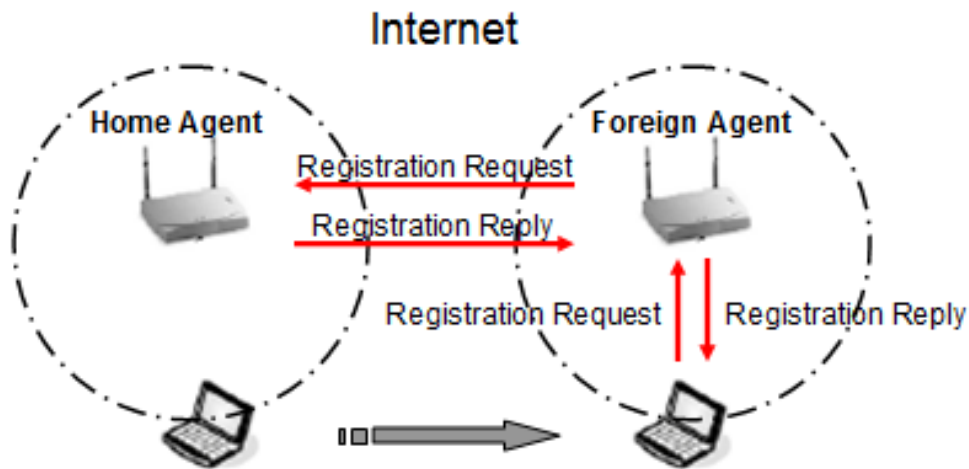 Internet
Home Agent
Foreign Agent
Registration Request
Registration Reply
Registration Request
Registration Reply